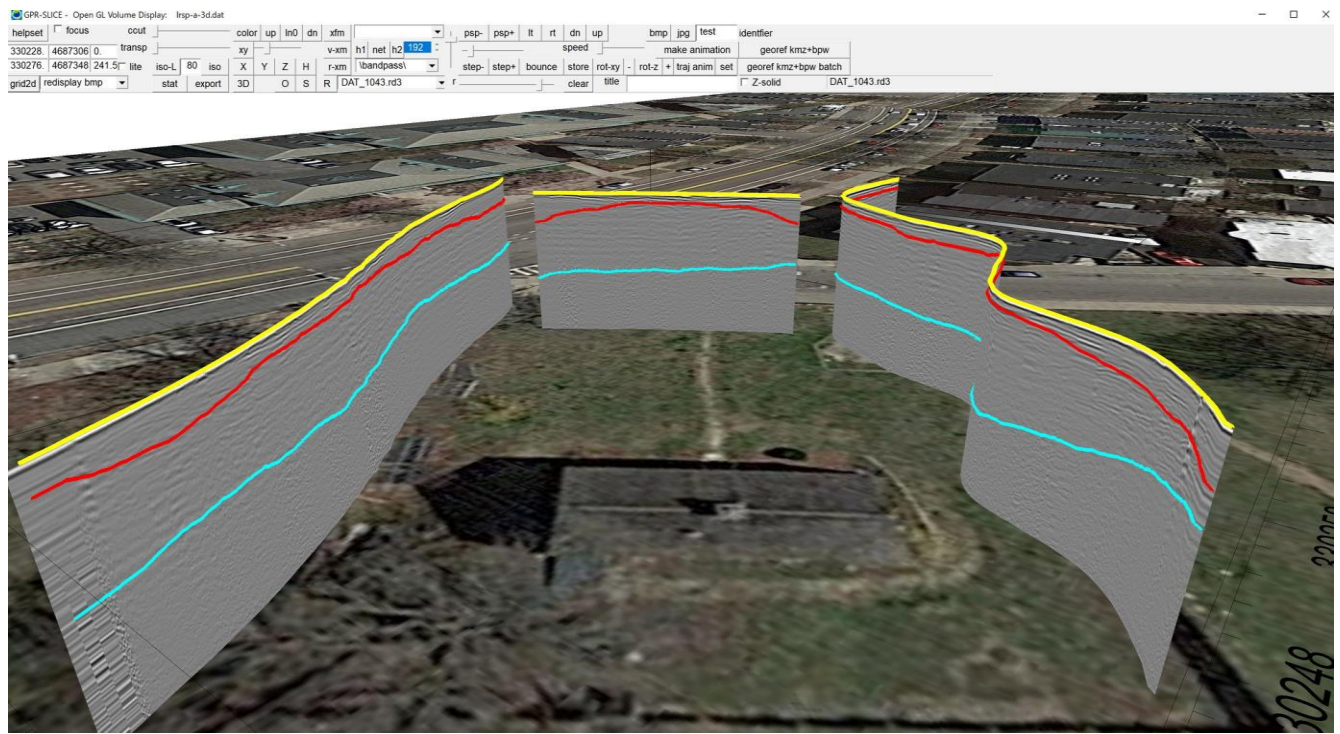 GPR-SLICE - Open GL Volume Display: lrsp-a-3d.dat
helpset focus ccut color up ln0 dn xfm psp- psp+ lt rt dn up bmp jpg test identfier
330228. 4687306 0. transp xy v-xm h1 net h2 192 speed make animation georef kmz+bpw
330276. 4687348 241.5 lite iso-L 80 iso X Y Z H r-xm \bandpass\ step- step+ bounce store rot-xy - rot-z + traj anim set georef kmz+bpw batch
grid2d redisplay bmp stat export 3D O S R DAT_1043.rd3 r clear title Z-solid DAT_1043.rd3